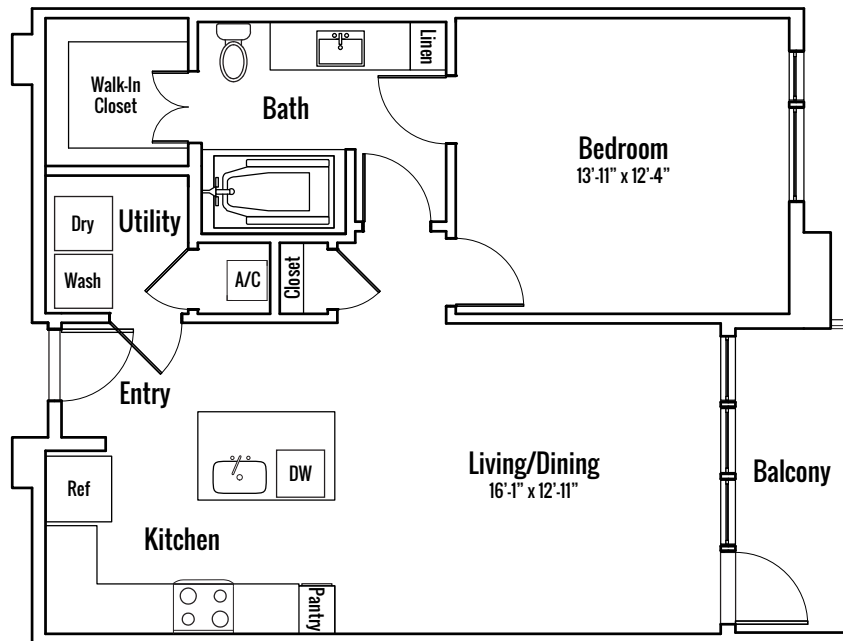 Walk-In
Closet
Bath
Linen
Bedroom
13'-11" x 12'-4"
Dry
Utility
Wash
A/C
Closet
Entry
Ref
DW
Living/Dining
16'-1" x 12'-11"
Balcony
Kitchen
Pantry